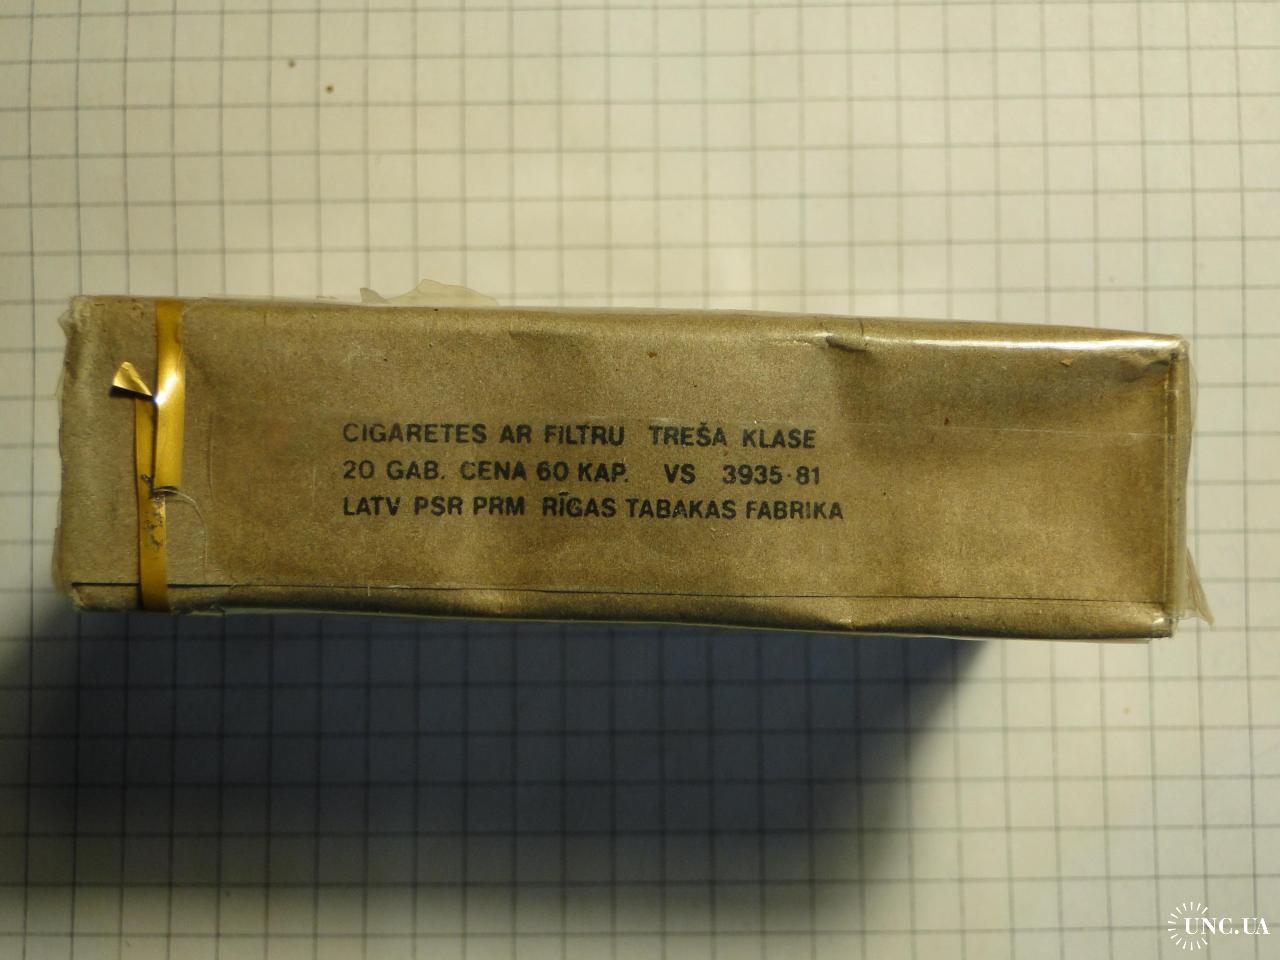 CIGARETES AR FILTRU TREŠA KLASE
20 GAB. CENA 60 KAP. VS 3935-81
LATV PSR PRM RĪGAS TABAKAS FABRIKA
UNC.UA